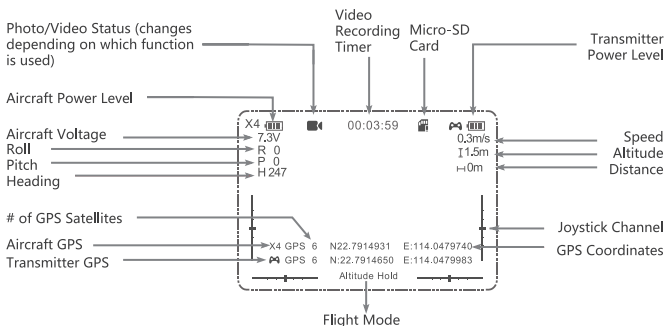 Photo/Video Status (changes
depending on which function
is used)
Video
Recording
Timer
Micro-SD
Card
Transmitter
Power Level
Aircraft Power Level
Aircraft Voltage
Roll
Pitch
Heading
# of GPS Satellites
Aircraft GPS
Transmitter GPS
X4
00:03:59
7.3V
R 0
P 0
H 247
0.3m/s
1.5m
0m
Speed
Altitude
Distance
X4 GPS 6 N22.7914931 E:114.0479740
GPS 6 N:22.7914650 E:114.0479983
Altitude Hold
Joystick Channel
GPS Coordinates
Flight Mode